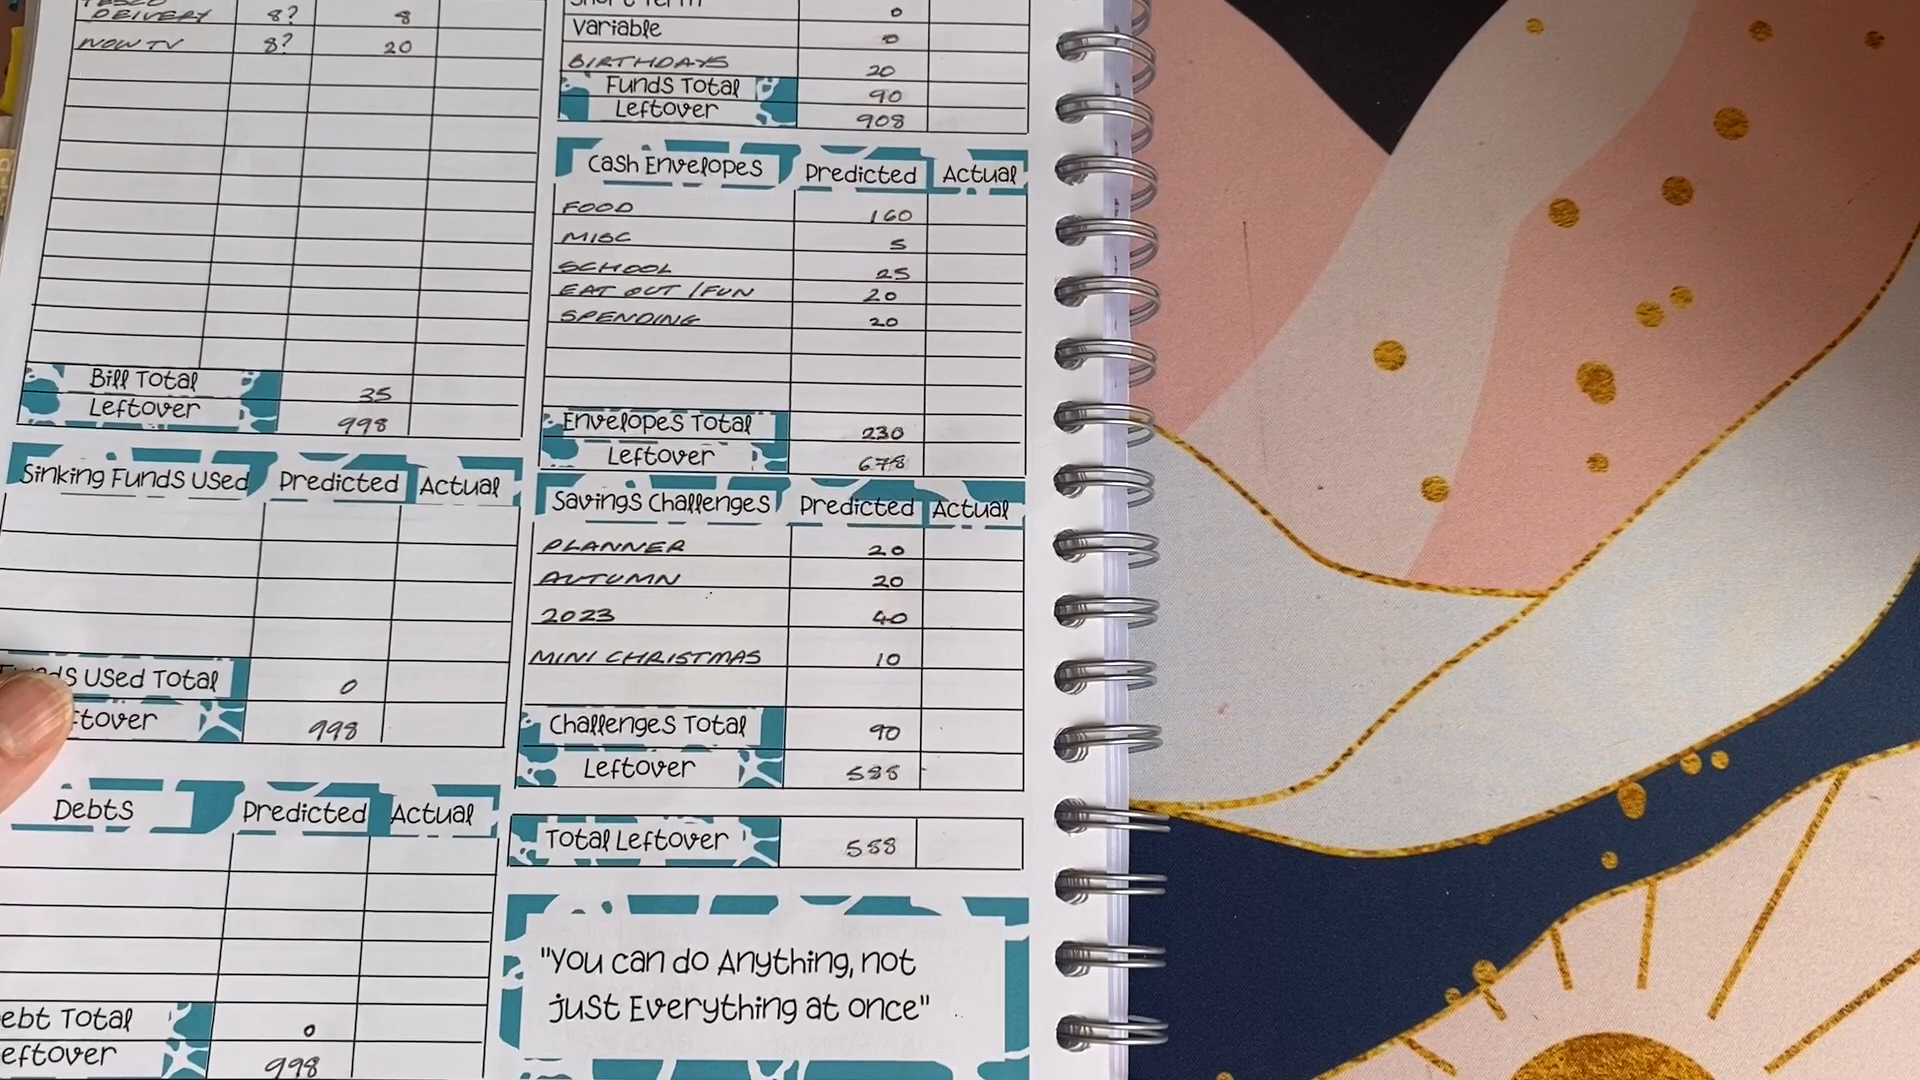 DELIVERY 8? 8
NOW TV 8? 20
Bill Total 35
Leftover 998
Sinking Funds Used Predicted Actual
Used Total 0
998
Debts Predicted Actual
Total 0
998
Variable 0
BIRTHDAYS 20
Funds Total 90
Leftover 908
Cash Envelopes Predicted Actual
FOOD 160
MISC 5
SCHOOL 25
EAT OUT / FUN 20
SPENDING 20
Envelopes Total 230
Leftover 678
Savings Challenges Predicted Actual
PLANNER 20
AUTUMN 20
2023 40
MINI CHRISTMAS 10
Challenges Total 90
Leftover 588
Total Leftover 588
"You can do Anything, not
just Everything at once"